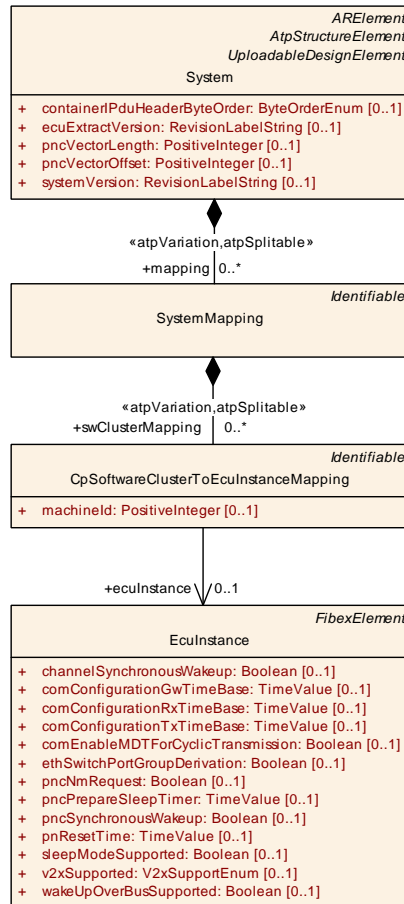 ARElement
AtpStructureElement
UploadableDesignElement
System
+ containerIPduHeaderByteOrder: ByteOrderEnum [0..1]
+ ecuExtractVersion: RevisionLabelString [0..1]
+ pncVectorLength: PositiveInteger [0..1]
+ pncVectorOffset: PositiveInteger [0..1]
+ systemVersion: RevisionLabelString [0..1]
«atpVariation,atpSplitable»
+mapping 0..*
Identifiable
SystemMapping
«atpVariation,atpSplitable»
+swClusterMapping 0..*
Identifiable
CpSoftwareClusterToEcuInstanceMapping
+ machineId: PositiveInteger [0..1]
+ecuInstance 0..1
FibexElement
EcuInstance
+ channelSynchronousWakeup: Boolean [0..1]
+ comConfigurationGwTimeBase: TimeValue [0..1]
+ comConfigurationRxTimeBase: TimeValue [0..1]
+ comConfigurationTxTimeBase: TimeValue [0..1]
+ comEnableMDTForCyclicTransmission: Boolean [0..1]
+ ethSwitchPortGroupDerivation: Boolean [0..1]
+ pncNmRequest: Boolean [0..1]
+ pncPrepareSleepTimer: TimeValue [0..1]
+ pncSynchronousWakeup: Boolean [0..1]
+ pnResetTime: TimeValue [0..1]
+ sleepModeSupported: Boolean [0..1]
+ v2xSupported: V2xSupportEnum [0..1]
+ wakeUpOverBusSupported: Boolean [0..1]